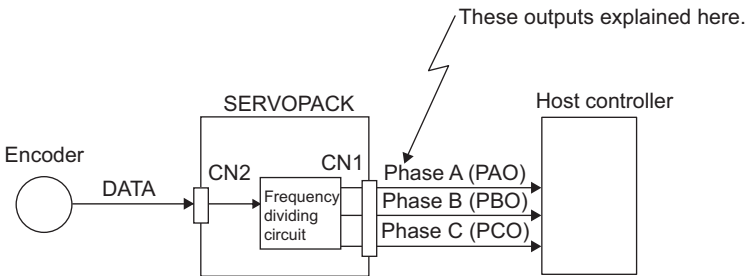 These outputs explained here.
SERVOPACK
Host controller
Encoder
DATA
CN2
CN1
Frequency
dividing
circuit
Phase A (PAO)
Phase B (PBO)
Phase C (PCO)